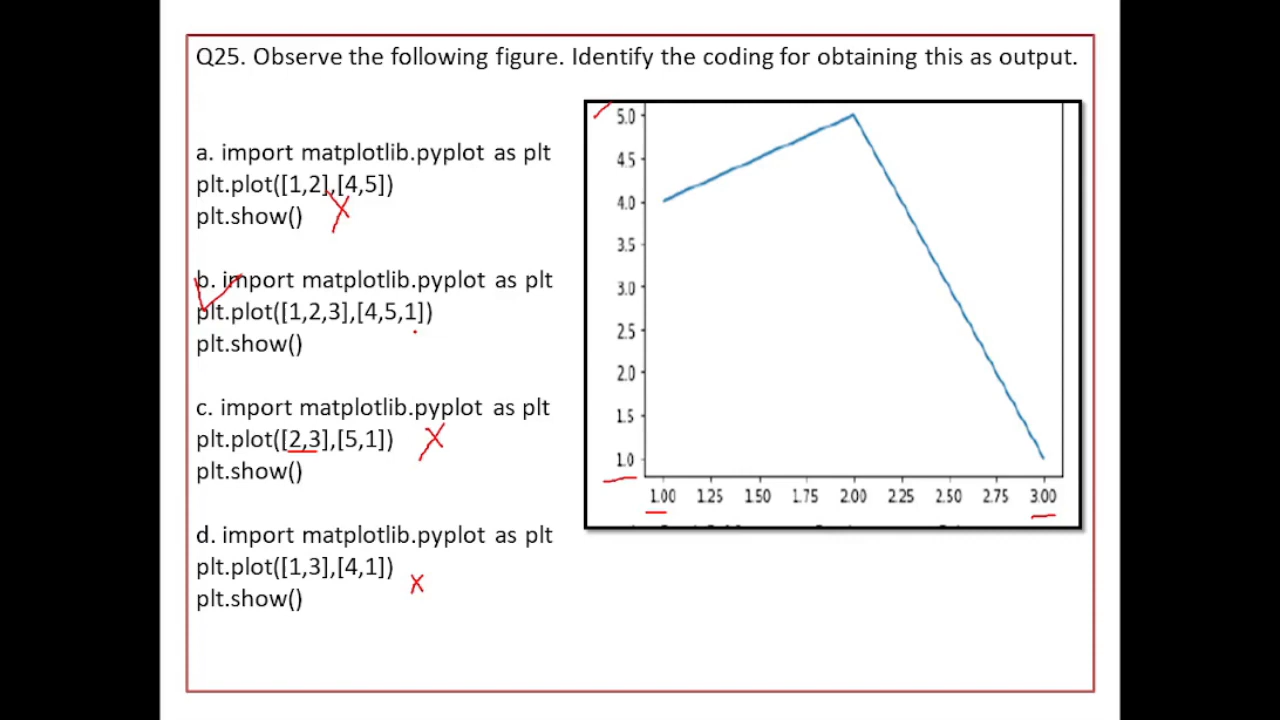 Q25. Observe the following figure. Identify the coding for obtaining this as output.
a. import matplotlib.pyplot as plt
plt.plot([1,2],[4,5])
plt.show()
b. import matplotlib.pyplot as plt
plt.plot([1,2,3],[4,5,1])
plt.show()
c. import matplotlib.pyplot as plt
plt.plot([2,3],[5,1])
plt.show()
d. import matplotlib.pyplot as plt
plt.plot([1,3],[4,1])
plt.show()
5.0
4.5
4.0
3.5
3.0
2.5
2.0
1.5
1.0
1.00 1.25 1.50 1.75 2.00 2.25 2.50 2.75 3.00